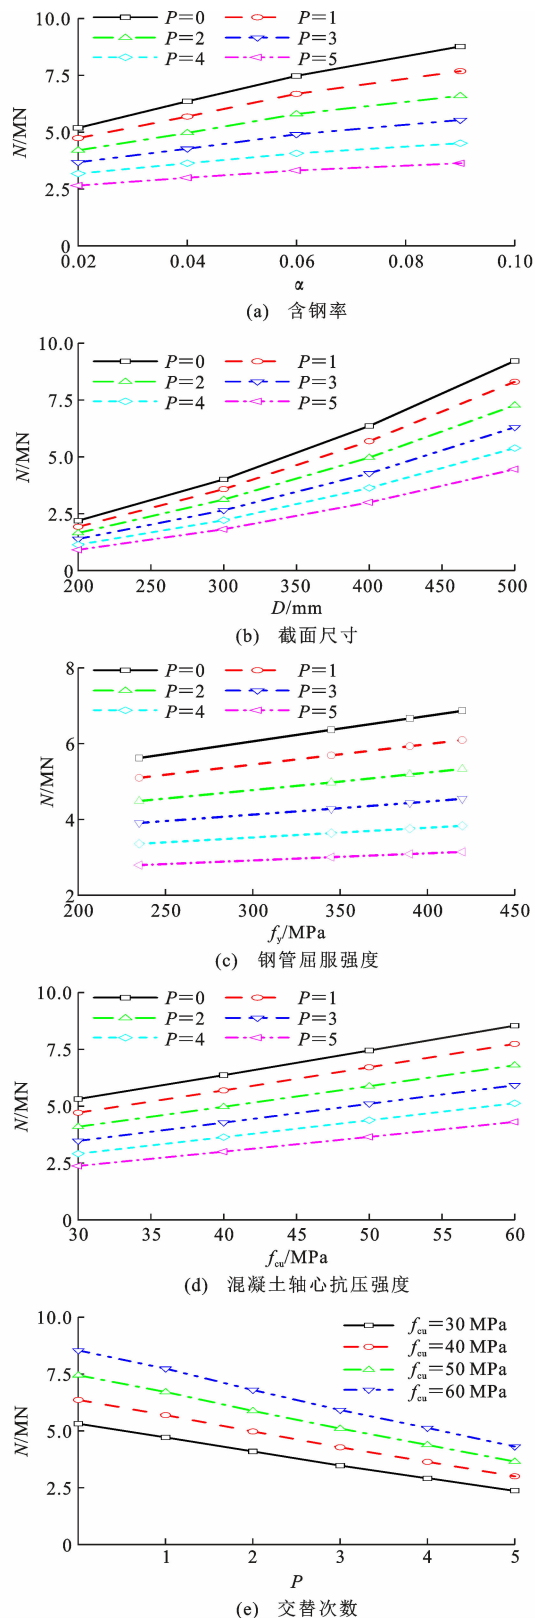 10.0
P=0
P=1
P=2
P=3
7.5
P=4
P=5
N/MN
5.0
2.5
0
0.02
0.04
0.06
0.08
0.10
α
(a) 含钢率
10.0
P=0
P=1
P=2
P=3
7.5
P=4
P=5
N/MN
5.0
2.5
0
200
250
300
350
400
450
500
D/mm
(b) 截面尺寸
8
P=0
P=1
P=2
P=3
P=4
P=5
6
N/MN
4
2
200
250
300
350
400
450
f_y/MPa
(c) 钢管屈服强度
10.0
P=0
P=1
P=2
P=3
7.5
P=4
P=5
N/MN
5.0
2.5
0
30
35
40
45
50
55
60
f_cu/MPa
(d) 混凝土轴心抗压强度
10.0
f_cu=30 MPa
f_cu=40 MPa
7.5
f_cu=50 MPa
f_cu=60 MPa
N/MN
5.0
2.5
0
1
2
3
4
5
P
(e) 交替次数